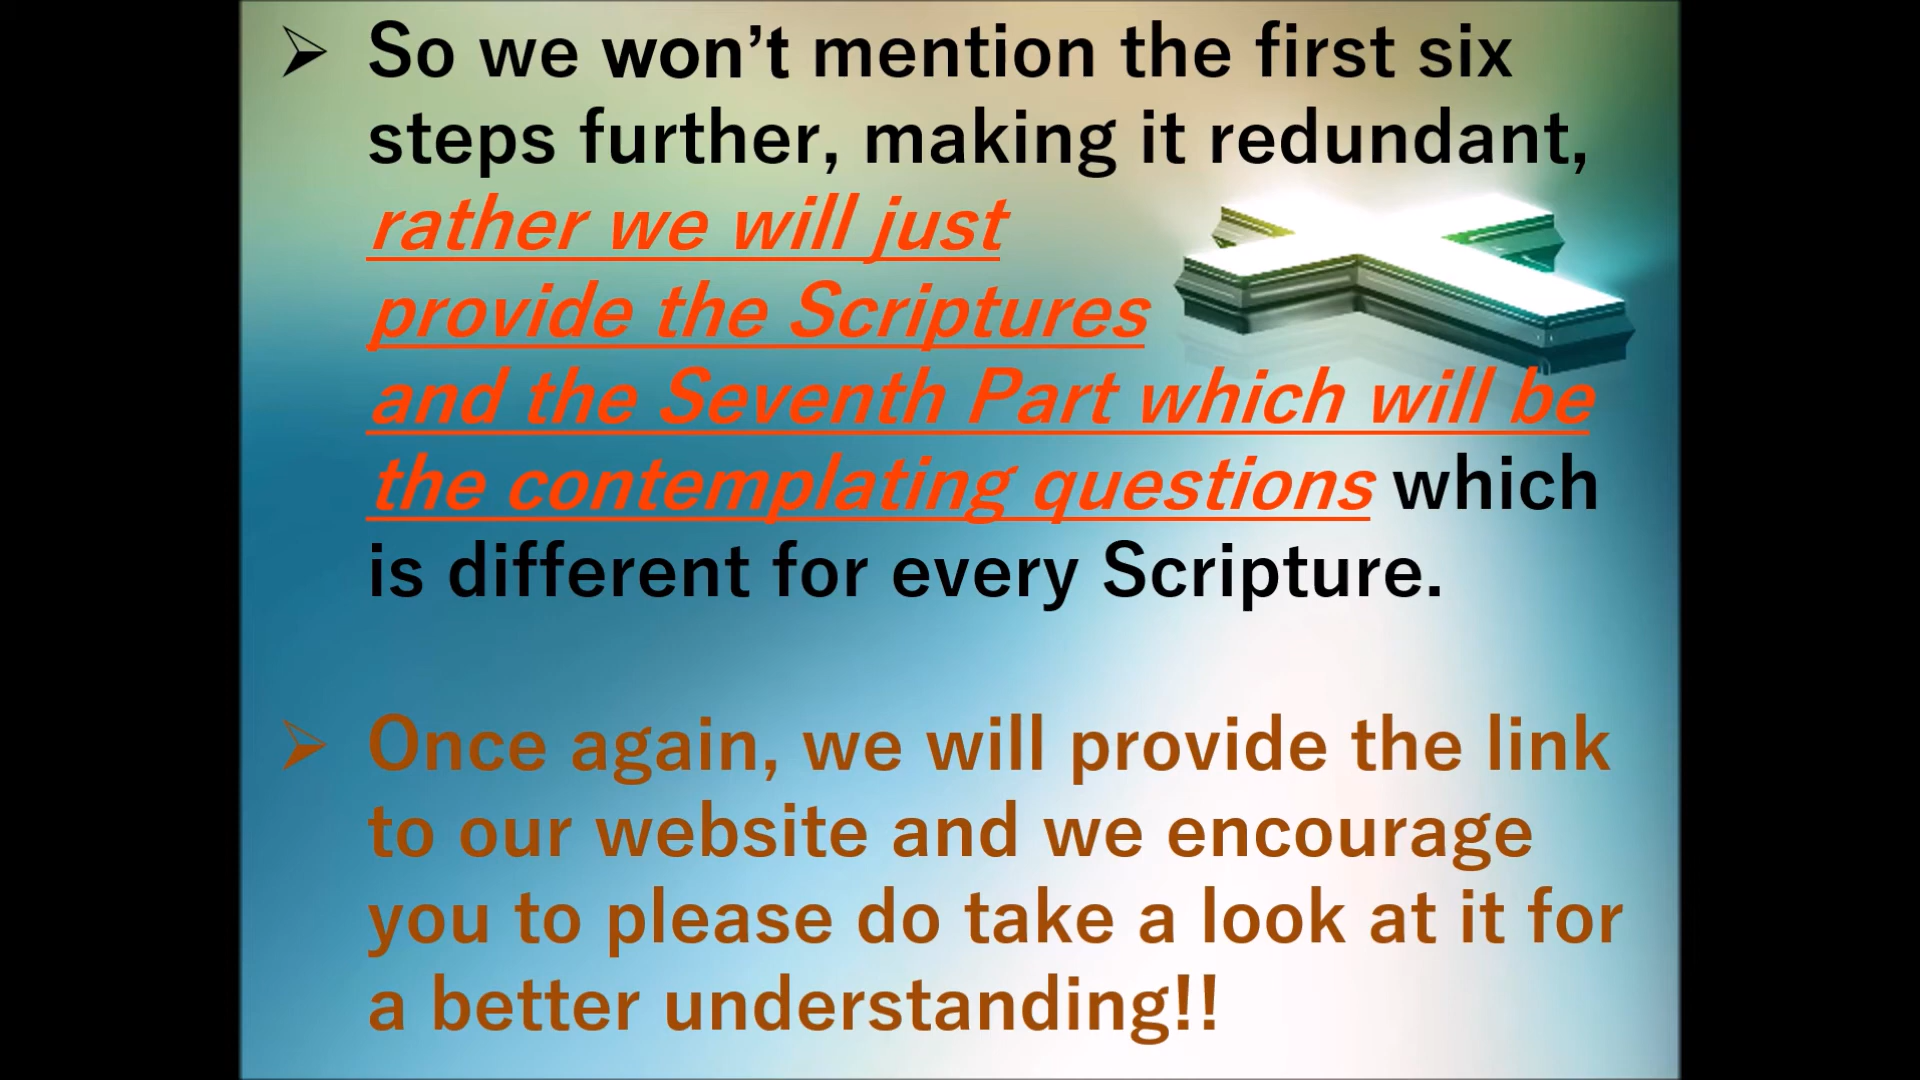 So we won’t mention the first six
steps further, making it redundant,
rather we will just
provide the Scriptures
and the Seventh Part which will be
the contemplating questions which
is different for every Scripture.
Once again, we will provide the link
to our website and we encourage
you to please do take a look at it for
a better understanding!!